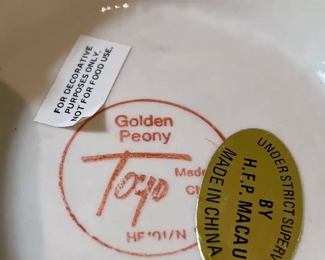 FOR DECORATIVE
PURPOSES ONLY.
NOT FOR FOOD USE.
Golden
Peony
Toyo
Made
Ch
HF'91/N
UNDER STRICT SUPERV
BY
H.F.P. MACAU
MADE IN CHINA